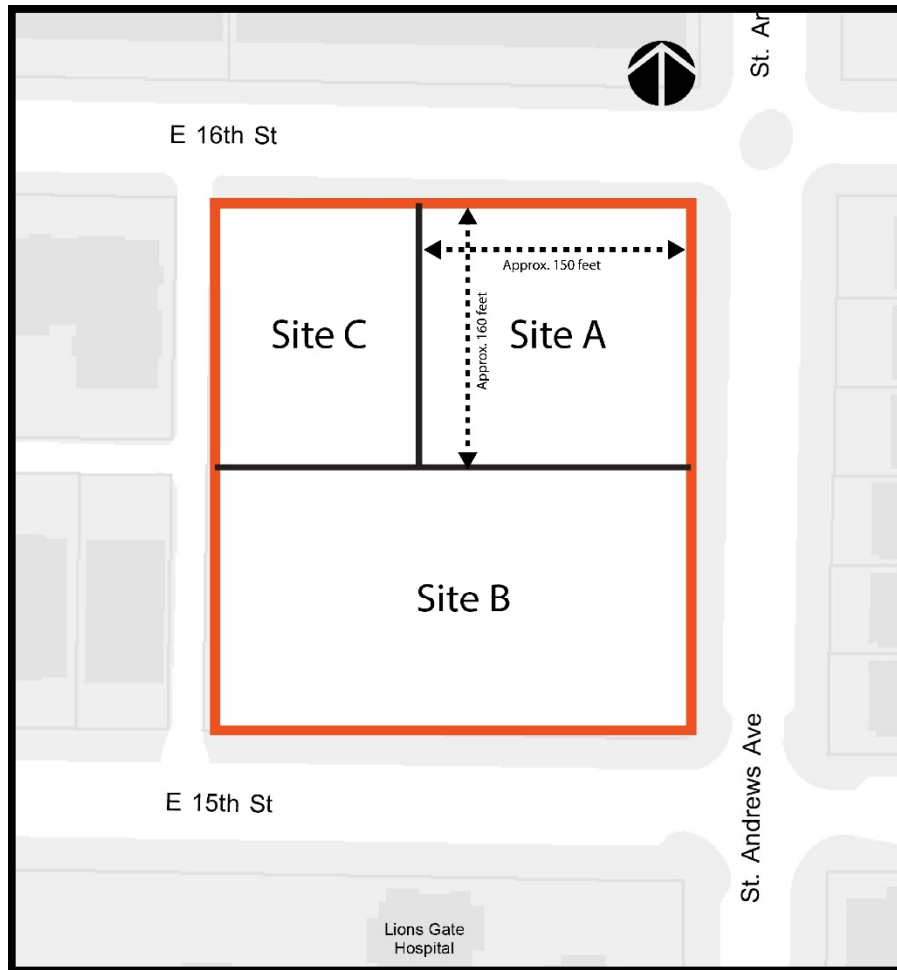 St. Ar
E 16th St
Approx. 150 feet
Site C
Approx. 160 feet
Site A
Site B
E 15th St
St. Andrews Ave
Lions Gate
Hospital